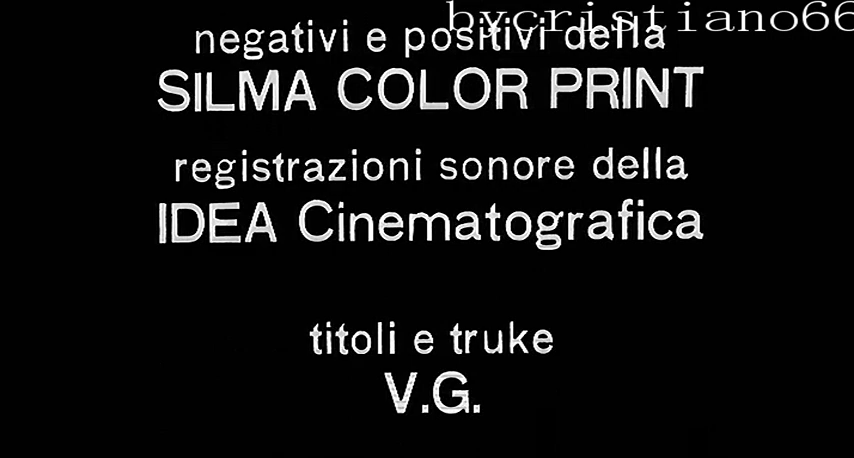 bycristiano66
negativi e positivi della
SILMA COLOR PRINT
registrazioni sonore della
IDEA Cinematografica
titoli e truke
V.G.